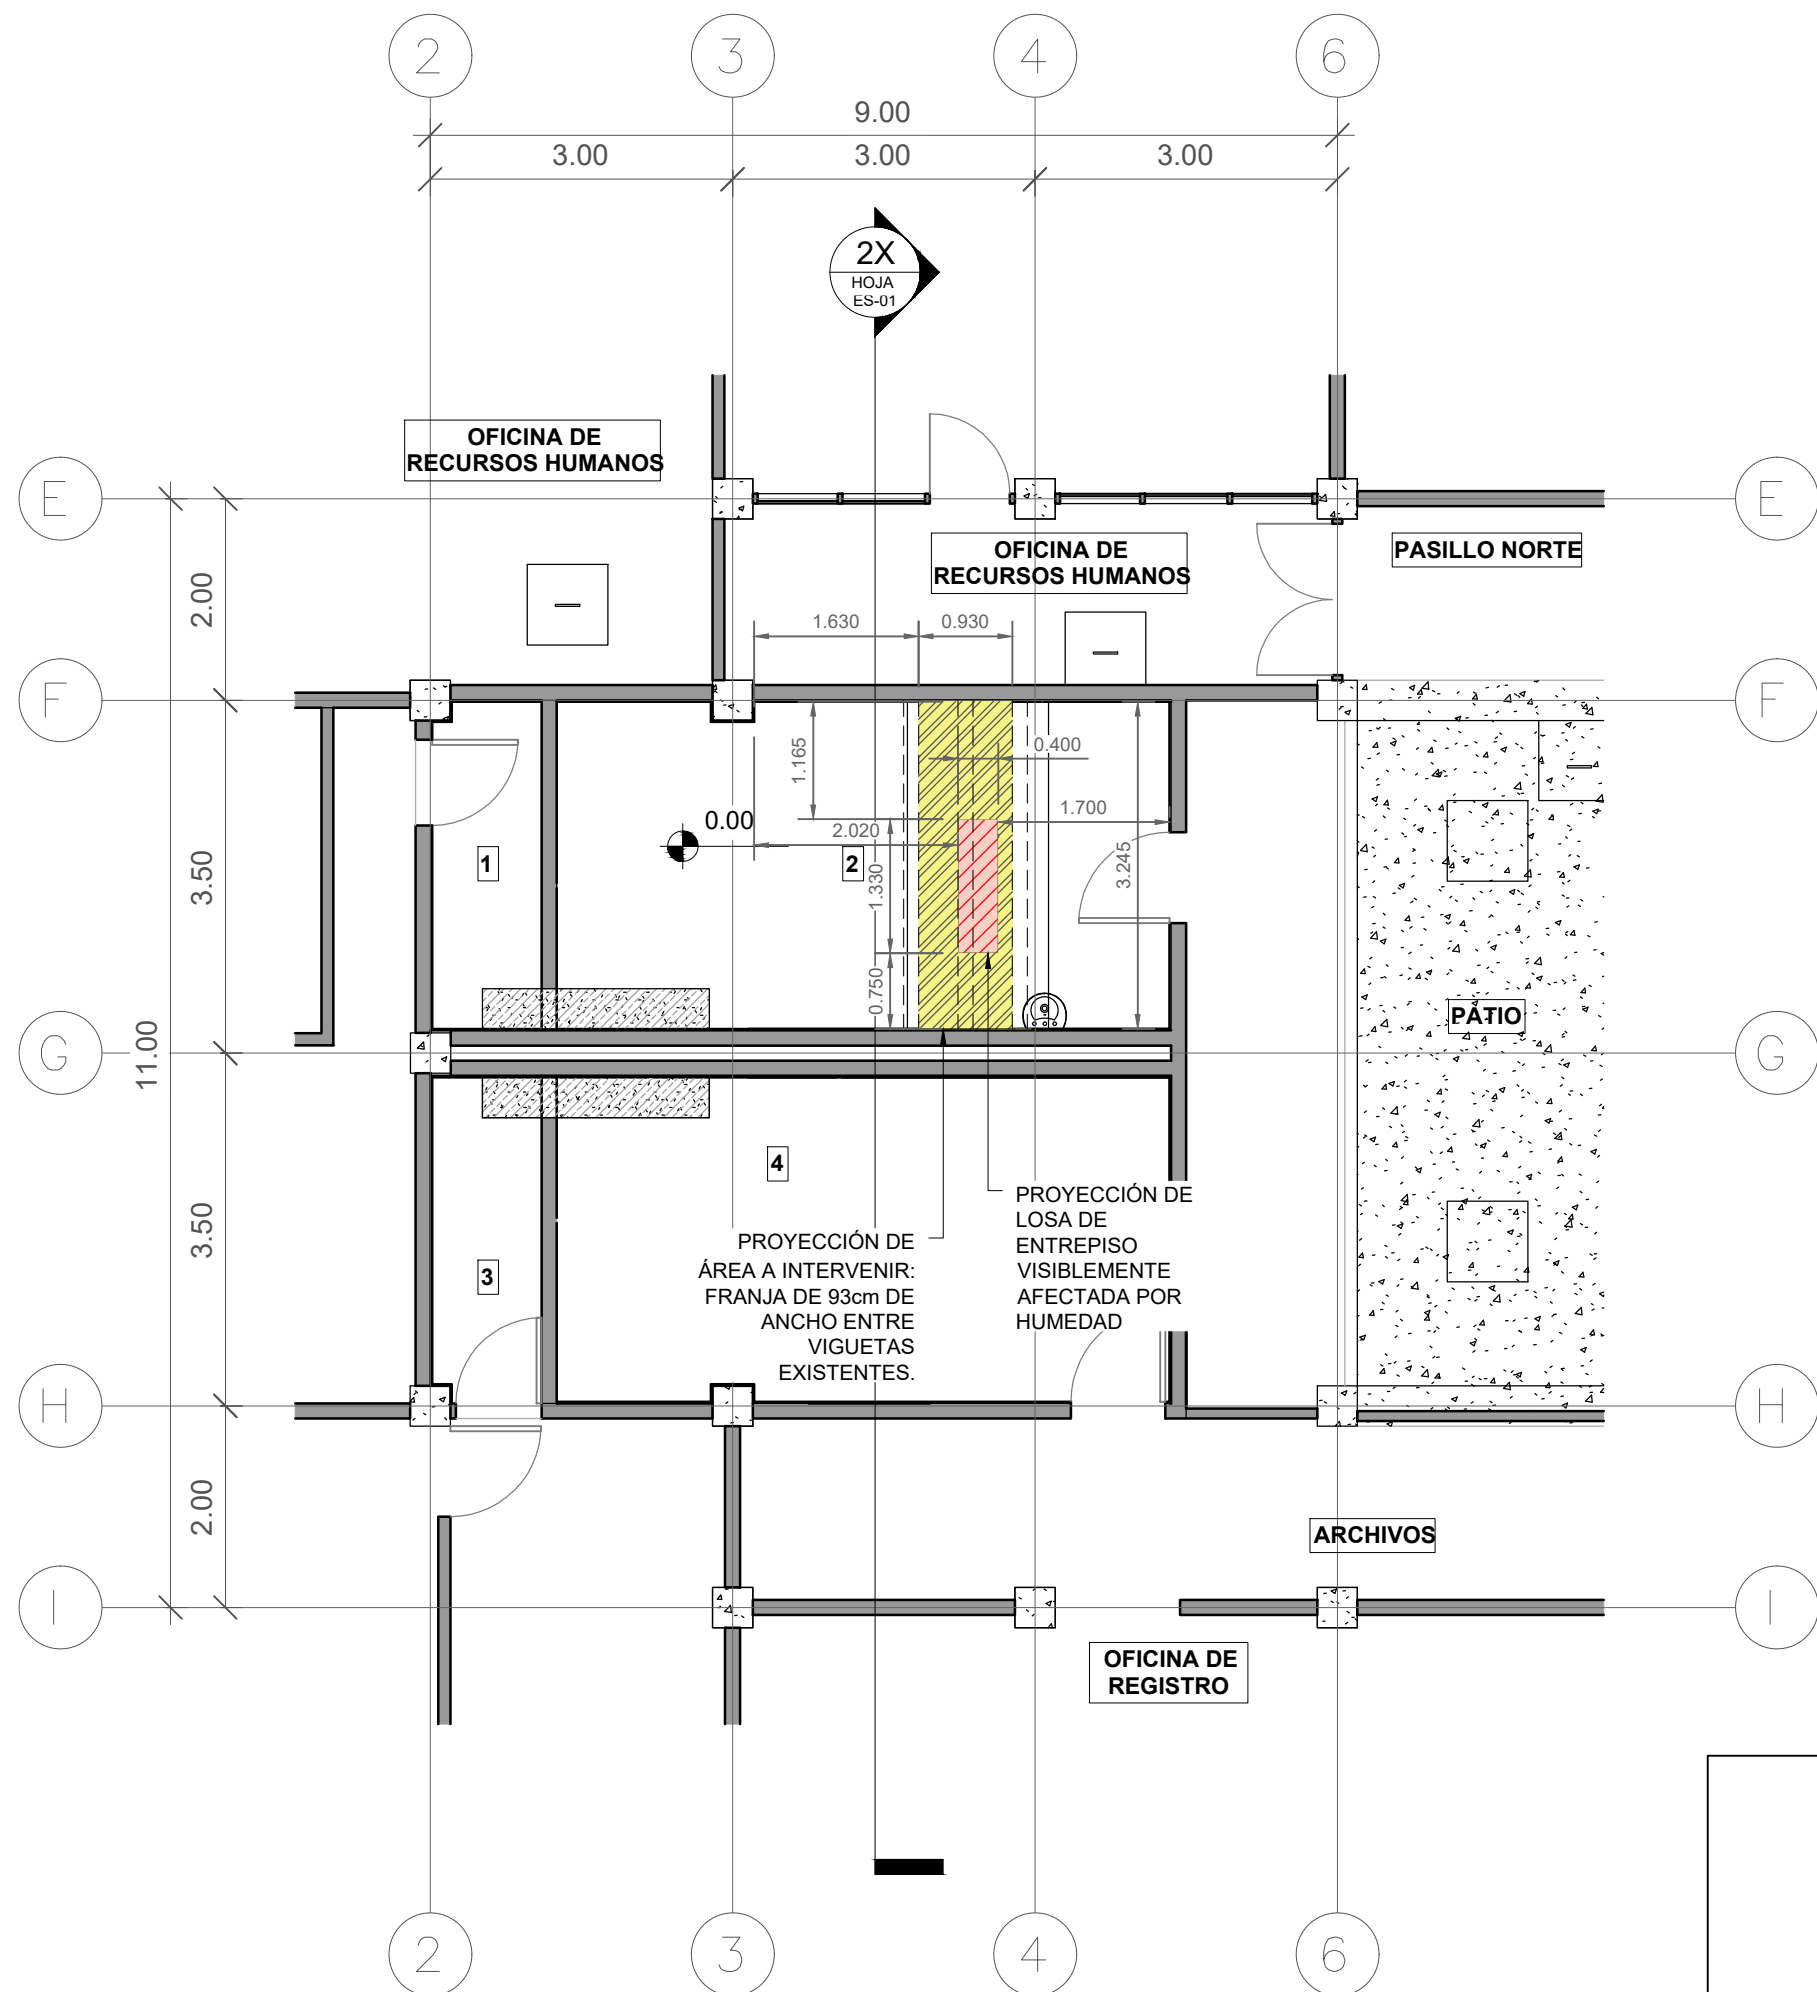 2
3
4
6
9.00
3.00
3.00
3.00
2X
HOJA
ES-01
OFICINA DE
RECURSOS HUMANOS
E
E
OFICINA DE
RECURSOS HUMANOS
PASILLO NORTE
2.00
1.630
0.930
F
F
1.165
0.400
0.00
1.700
2.020
1
2
1.330
3.245
3.50
0.750
PATIO
G
G
11.00
4
PROYECCIÓN DE
LOSA DE
ENTREPISO
VISIBLEMENTE
AFECTADA POR
HUMEDAD
3.50
PROYECCIÓN DE
ÁREA A INTERVENIR:
FRANJA DE 93cm DE
ANCHO ENTRE
VIGUETAS
EXISTENTES.
3
H
H
2.00
ARCHIVOS
I
I
OFICINA DE
REGISTRO
2
3
4
6